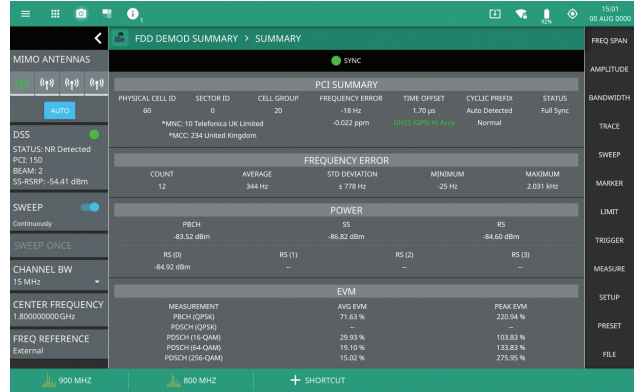 15:01
92%
00 AUG 0000
FDD DEMOD SUMMARY > SUMMARY
FREQ SPAN
MIMO ANTENNAS
SYNC
AMPLITUDE
PCI SUMMARY
PHYSICAL CELL ID SECTOR ID CELL GROUP FREQUENCY ERROR TIME OFFSET CYCLIC PREFIX STATUS
60 0 20 -18 Hz 1.70 µs Auto Detected Full Sync
*MNC: 10 Telefonica UK Limited -0.022 ppm GNSS (GPS) Hi Accy Normal
*MCC: 234 United Kingdom
BANDWIDTH
AUTO
TRACE
DSS
STATUS: NR Detected
PCI: 150
BEAM: 2
SS-RSRP: -54.41 dBm
FREQUENCY ERROR
COUNT AVERAGE STD DEVIATION MINIMUM MAXIMUM
12 344 Hz ± 778 Hz -25 Hz 2.031 kHz
SWEEP
MARKER
SWEEP
Continuously
POWER
PBCH SS RS
-83.52 dBm -86.82 dBm -84.60 dBm
RS (0) RS (1) RS (2) RS (3)
-84.92 dBm -- -- --
LIMIT
SWEEP ONCE
TRIGGER
CHANNEL BW
15 MHz
MEASURE
EVM
MEASUREMENT AVG EVM PEAK EVM
PBCH (QPSK) 71.63 % 220.94 %
PDSCH (QPSK) -- --
PDSCH (16-QAM) 29.93 % 103.83 %
PDSCH (64-QAM) 19.10 % 133.83 %
PDSCH (256-QAM) 15.02 % 275.95 %
CENTER FREQUENCY
1.800000000 GHz
SETUP
PRESET
FREQ REFERENCE
External
FILE
900 MHZ
800 MHZ
+ SHORTCUT